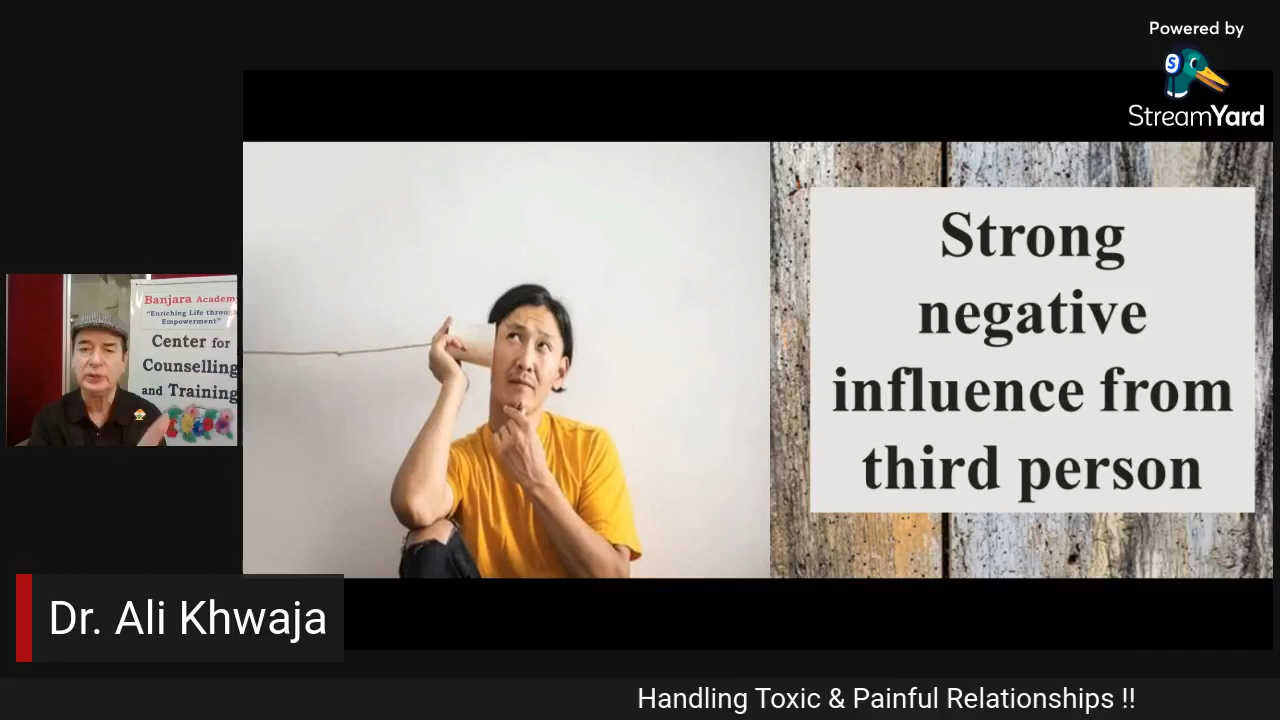 Powered by
S
StreamYard
Strong
negative
influence from
third person
Banjara Academy
"Enriching Life through
Empowerment"
Center for
Counselling
and Training
Dr. Ali Khwaja
Handling Toxic & Painful Relationships !!